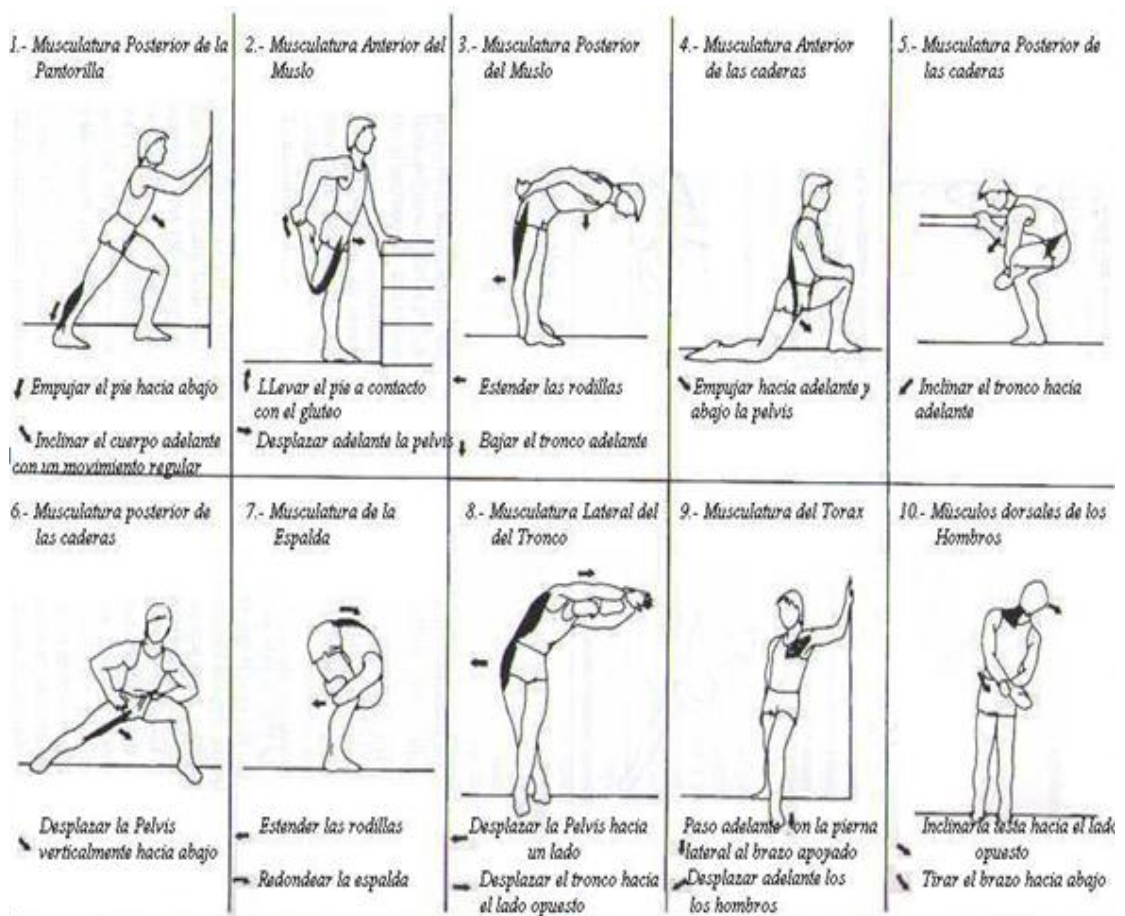 1.- Musculatura Posterior de la
Pantorilla
2.- Musculatura Anterior del
Muslo
3.- Musculatura Posterior
del Muslo
4.- Musculatura Anterior
de las caderas
5.- Musculatura Posterior de
las caderas
Empujar el pie hacia abajo
Inclinar el cuerpo adelante
con un movimiento regular
LLevar el pie a contacto
con el gluteo
Desplazar adelante la pelvis
Estender las rodillas
Bajar el tronco adelante
Empujar hacia adelante y
abajo la pelvis
Inclinar el tronco hacia
adelante
6.- Musculatura posterior de
las caderas
7.- Musculatura de la
Espalda
8.- Musculatura Lateral del
del Tronco
9.- Musculatura del Torax
10.- Músculos dorsales de los
Hombros
Desplazar la Pelvis
verticalmente hacia abajo
Estender las rodillas
Redondear la espalda
Desplazar la Pelvis hacia
un lado
Desplazar el tronco hacia
el lado opuesto
Paso adelante con la pierna
lateral al brazo apoyado
Desplazar adelante los
los hombros
Inclinar la testa hacia el lado
opuesto
Tirar el brazo hacia abajo